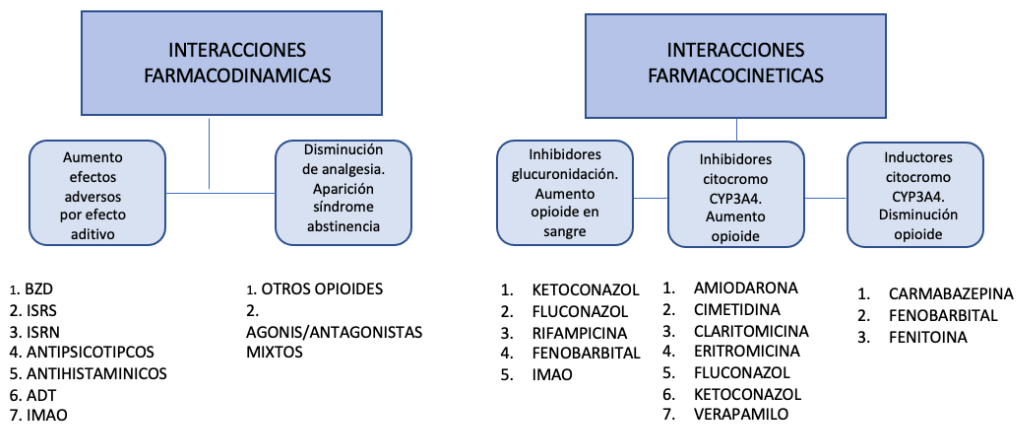 INTERACCIONES
FARMACODINAMICAS
Aumento
efectos
adversos
por efecto
aditivo
Disminución
de analgesia.
Aparición
síndrome
abstinencia
1. BZD
2. ISRS
3. ISRN
4. ANTIPSICOTIPCOS
5. ANTIHISTAMINICOS
6. ADT
7. IMAO
1. OTROS OPIOIDES
2.
AGONIS/ANTAGONISTAS
MIXTOS
INTERACCIONES
FARMACOCINETICAS
Inhibidores
glucuronidación.
Aumento
opioide en
sangre
Inhibidores
citocromo
CYP3A4.
Aumento
opioide
Inductores
citocromo
CYP3A4.
Disminución
opioide
1. KETOCONAZOL
2. FLUCONAZOL
3. RIFAMPICINA
4. FENOBARBITAL
5. IMAO
1. AMIODARONA
2. CIMETIDINA
3. CLARITOMICINA
4. ERITROMICINA
5. FLUCONAZOL
6. KETOCONAZOL
7. VERAPAMILO
1. CARMABAZEPINA
2. FENOBARBITAL
3. FENITOINA